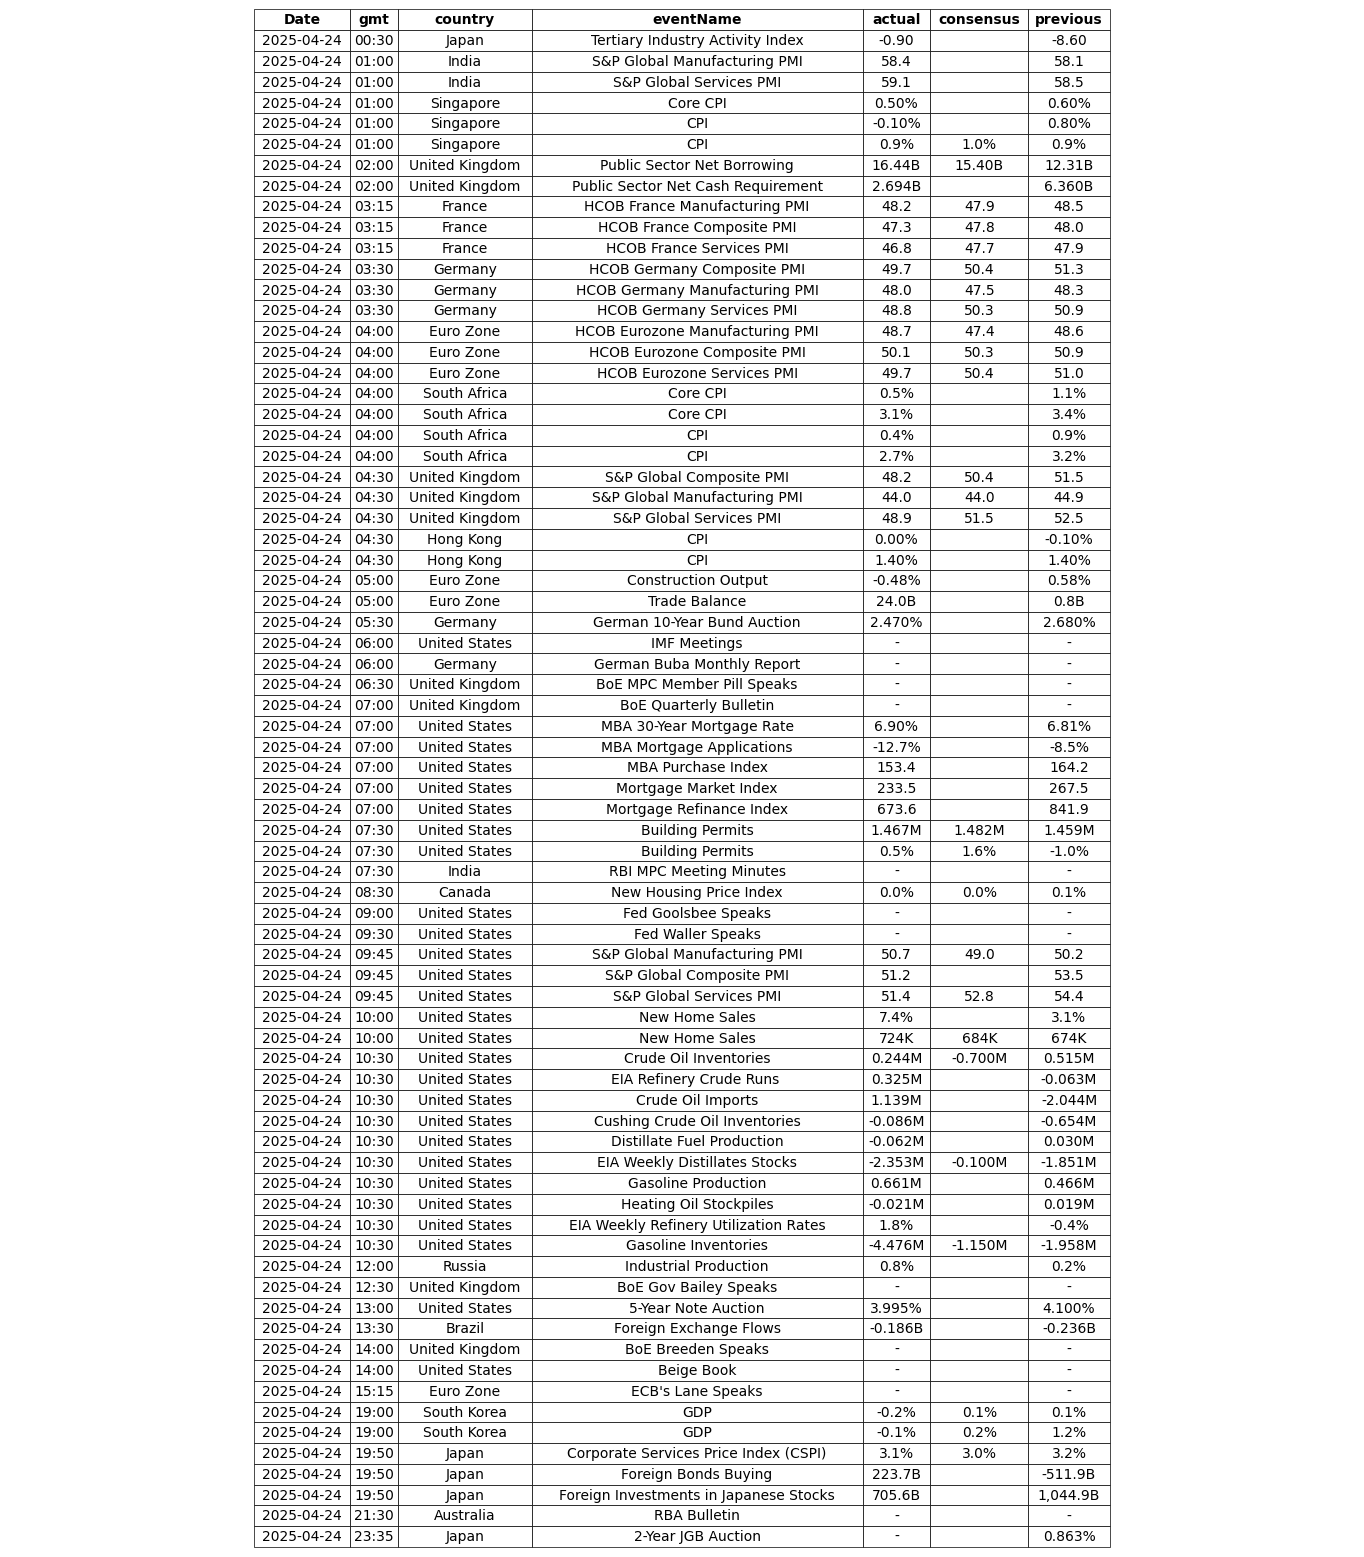 Date gmt country eventName actual consensus previous
2025-04-24 00:30 Japan Tertiary Industry Activity Index -0.90 -8.60
2025-04-24 01:00 India S&P Global Manufacturing PMI 58.4 58.1
2025-04-24 01:00 India S&P Global Services PMI 59.1 58.5
2025-04-24 01:00 Singapore Core CPI 0.50% 0.60%
2025-04-24 01:00 Singapore CPI -0.10% 0.80%
2025-04-24 01:00 Singapore CPI 0.9% 1.0% 0.9%
2025-04-24 02:00 United Kingdom Public Sector Net Borrowing 16.44B 15.40B 12.31B
2025-04-24 02:00 United Kingdom Public Sector Net Cash Requirement 2.694B 6.360B
2025-04-24 03:15 France HCOB France Manufacturing PMI 48.2 47.9 48.5
2025-04-24 03:15 France HCOB France Composite PMI 47.3 47.8 48.0
2025-04-24 03:15 France HCOB France Services PMI 46.8 47.7 47.9
2025-04-24 03:30 Germany HCOB Germany Composite PMI 49.7 50.4 51.3
2025-04-24 03:30 Germany HCOB Germany Manufacturing PMI 48.0 47.5 48.3
2025-04-24 03:30 Germany HCOB Germany Services PMI 48.8 50.3 50.9
2025-04-24 04:00 Euro Zone HCOB Eurozone Manufacturing PMI 48.7 47.4 48.6
2025-04-24 04:00 Euro Zone HCOB Eurozone Composite PMI 50.1 50.3 50.9
2025-04-24 04:00 Euro Zone HCOB Eurozone Services PMI 49.7 50.4 51.0
2025-04-24 04:00 South Africa Core CPI 0.5% 1.1%
2025-04-24 04:00 South Africa Core CPI 3.1% 3.4%
2025-04-24 04:00 South Africa CPI 0.4% 0.9%
2025-04-24 04:00 South Africa CPI 2.7% 3.2%
2025-04-24 04:30 United Kingdom S&P Global Composite PMI 48.2 50.4 51.5
2025-04-24 04:30 United Kingdom S&P Global Manufacturing PMI 44.0 44.0 44.9
2025-04-24 04:30 United Kingdom S&P Global Services PMI 48.9 51.5 52.5
2025-04-24 04:30 Hong Kong CPI 0.00% -0.10%
2025-04-24 04:30 Hong Kong CPI 1.40% 1.40%
2025-04-24 05:00 Euro Zone Construction Output -0.48% 0.58%
2025-04-24 05:00 Euro Zone Trade Balance 24.0B 0.8B
2025-04-24 05:30 Germany German 10-Year Bund Auction 2.470% 2.680%
2025-04-24 06:00 United States IMF Meetings - -
2025-04-24 06:00 Germany German Buba Monthly Report - -
2025-04-24 06:30 United Kingdom BoE MPC Member Pill Speaks - -
2025-04-24 07:00 United Kingdom BoE Quarterly Bulletin - -
2025-04-24 07:00 United States MBA 30-Year Mortgage Rate 6.90% 6.81%
2025-04-24 07:00 United States MBA Mortgage Applications -12.7% -8.5%
2025-04-24 07:00 United States MBA Purchase Index 153.4 164.2
2025-04-24 07:00 United States Mortgage Market Index 233.5 267.5
2025-04-24 07:00 United States Mortgage Refinance Index 673.6 841.9
2025-04-24 07:30 United States Building Permits 1.467M 1.482M 1.459M
2025-04-24 07:30 United States Building Permits 0.5% 1.6% -1.0%
2025-04-24 07:30 India RBI MPC Meeting Minutes - -
2025-04-24 08:30 Canada New Housing Price Index 0.0% 0.0% 0.1%
2025-04-24 09:00 United States Fed Goolsbee Speaks - -
2025-04-24 09:30 United States Fed Waller Speaks - -
2025-04-24 09:45 United States S&P Global Manufacturing PMI 50.7 49.0 50.2
2025-04-24 09:45 United States S&P Global Composite PMI 51.2 53.5
2025-04-24 09:45 United States S&P Global Services PMI 51.4 52.8 54.4
2025-04-24 10:00 United States New Home Sales 7.4% 3.1%
2025-04-24 10:00 United States New Home Sales 724K 684K 674K
2025-04-24 10:30 United States Crude Oil Inventories 0.244M -0.700M 0.515M
2025-04-24 10:30 United States EIA Refinery Crude Runs 0.325M -0.063M
2025-04-24 10:30 United States Crude Oil Imports 1.139M -2.044M
2025-04-24 10:30 United States Cushing Crude Oil Inventories -0.086M -0.654M
2025-04-24 10:30 United States Distillate Fuel Production -0.062M 0.030M
2025-04-24 10:30 United States EIA Weekly Distillates Stocks -2.353M -0.100M -1.851M
2025-04-24 10:30 United States Gasoline Production 0.661M 0.466M
2025-04-24 10:30 United States Heating Oil Stockpiles -0.021M 0.019M
2025-04-24 10:30 United States EIA Weekly Refinery Utilization Rates 1.8% -0.4%
2025-04-24 10:30 United States Gasoline Inventories -4.476M -1.150M -1.958M
2025-04-24 12:00 Russia Industrial Production 0.8% 0.2%
2025-04-24 12:30 United Kingdom BoE Gov Bailey Speaks - -
2025-04-24 13:00 United States 5-Year Note Auction 3.995% 4.100%
2025-04-24 13:30 Brazil Foreign Exchange Flows -0.186B -0.236B
2025-04-24 14:00 United Kingdom BoE Breeden Speaks - -
2025-04-24 14:00 United States Beige Book - -
2025-04-24 15:15 Euro Zone ECB's Lane Speaks - -
2025-04-24 19:00 South Korea GDP -0.2% 0.1% 0.1%
2025-04-24 19:00 South Korea GDP -0.1% 0.2% 1.2%
2025-04-24 19:50 Japan Corporate Services Price Index (CSPI) 3.1% 3.0% 3.2%
2025-04-24 19:50 Japan Foreign Bonds Buying 223.7B -511.9B
2025-04-24 19:50 Japan Foreign Investments in Japanese Stocks 705.6B 1,044.9B
2025-04-24 21:30 Australia RBA Bulletin - -
2025-04-24 23:35 Japan 2-Year JGB Auction - 0.863%